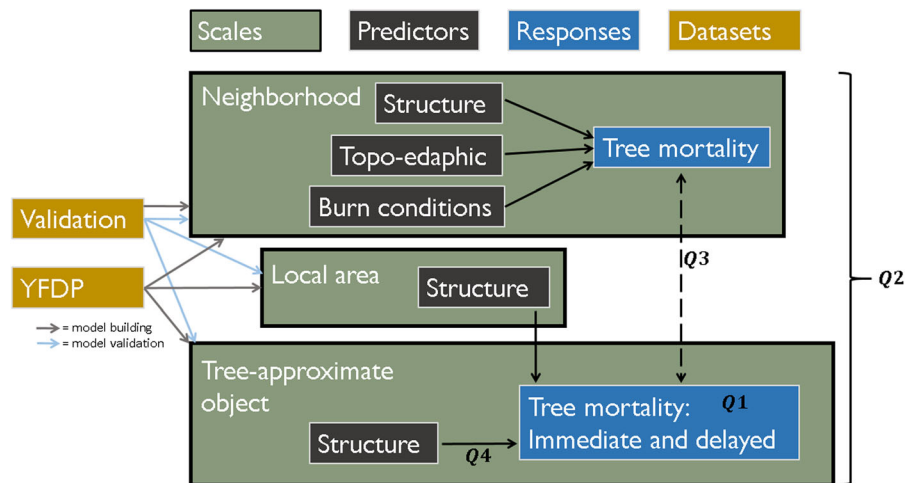 Scales
Predictors
Responses
Datasets
Neighborhood
Structure
Topo-edaphic
Burn conditions
Tree mortality
Validation
YFDP
= model building
= model validation
Local area
Structure
Q3
Q2
Tree-approximate
object
Structure
Q4
Tree mortality: Q1
Immediate and delayed